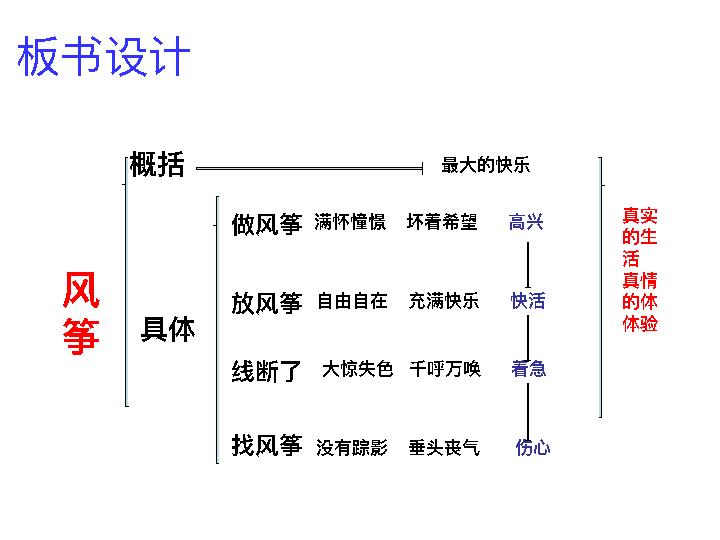 板书设计
概括
最大的快乐
做风筝 满怀憧憬 坏着希望 高兴
真实
的生
活
真情
的体
体验
风
筝
具体
放风筝 自由自在 充满快乐 快活
线断了 大惊失色 千呼万唤 着急
找风筝 没有踪影 垂头丧气 伤心